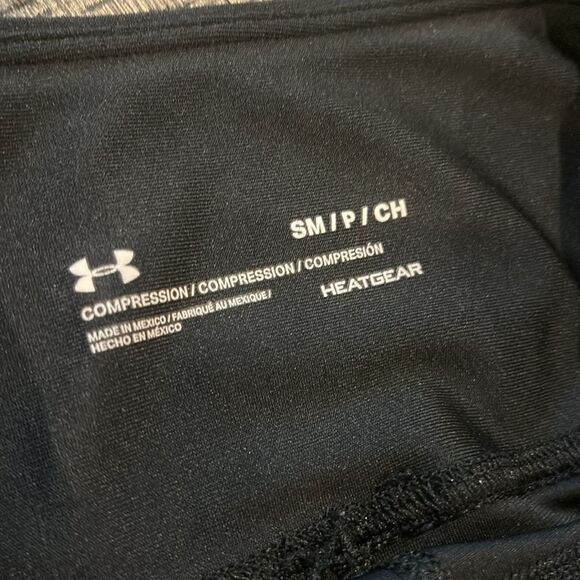 SM / P / CH
COMPRESSION / COMPRESSION / COMPRESIÓN
HEATGEAR
MADE IN MEXICO / FABRIQUÉ AU MEXIQUE /
HECHO EN MÉXICO